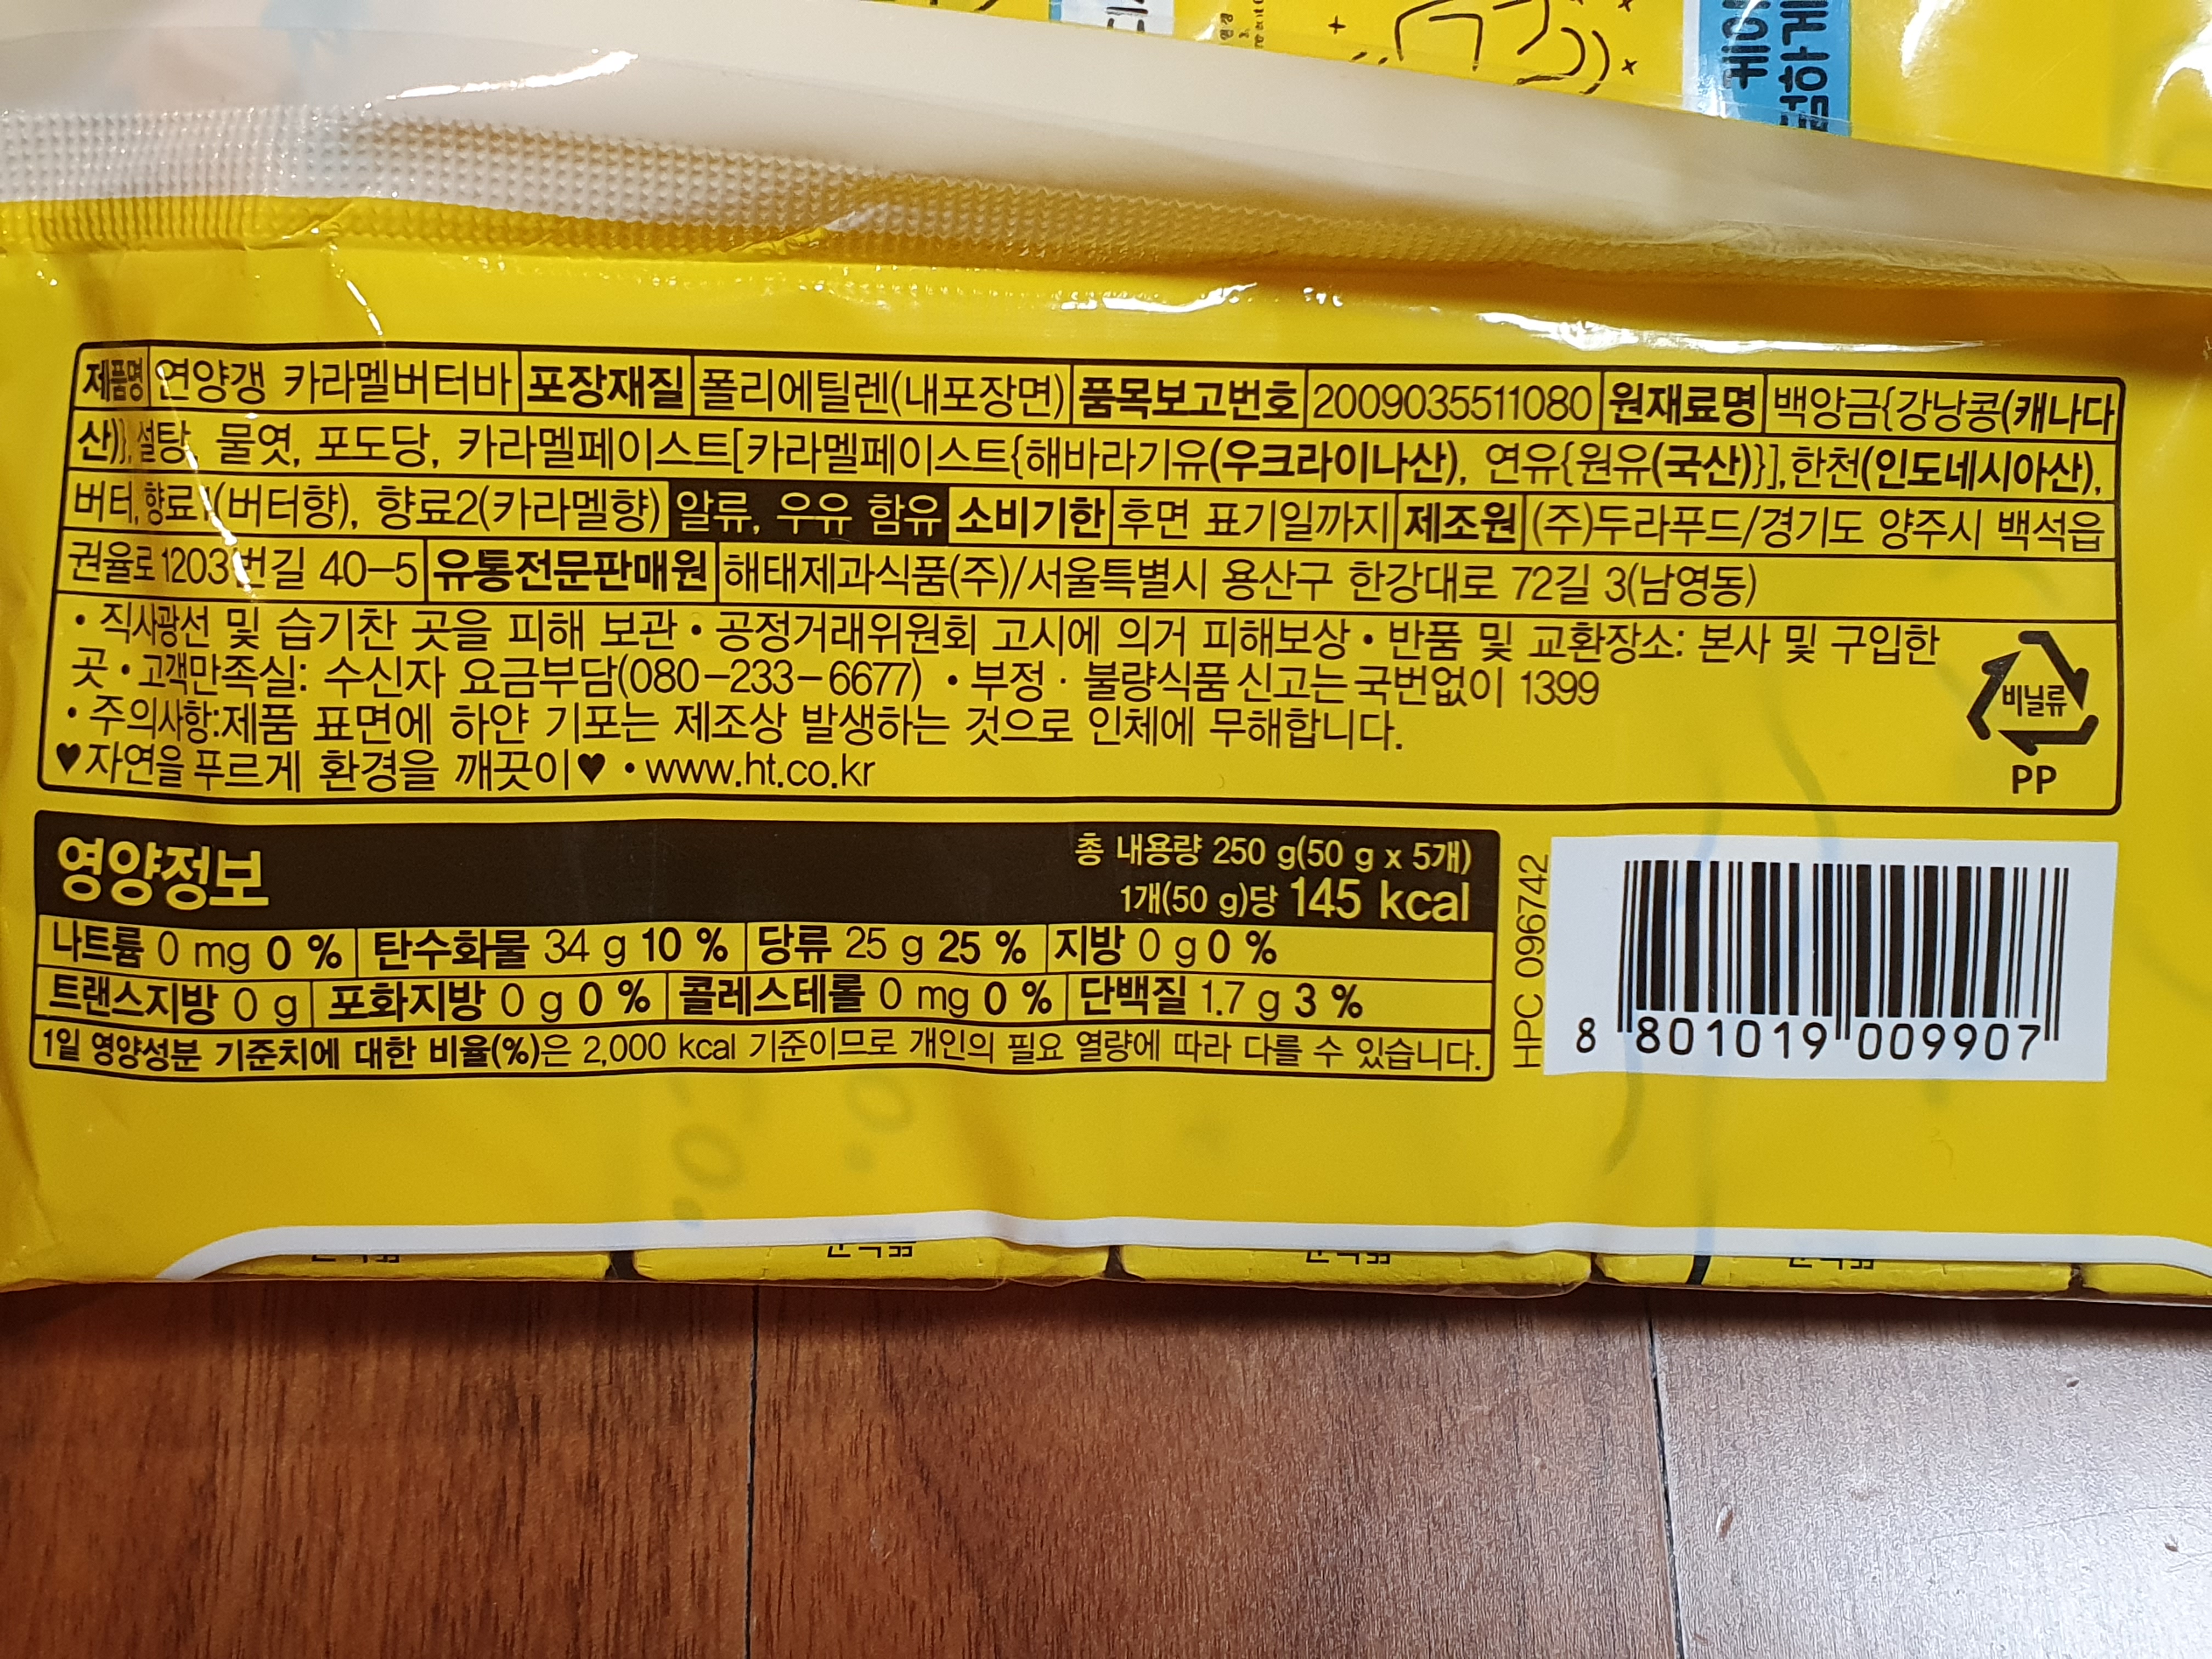 제품명 연양갱 카라멜버터바 포장재질 폴리에틸렌(내포장면) 품목보고번호 2009035511080 원재료명 백앙금{강낭콩(캐나다
산)}, 설탕, 물엿, 포도당, 카라멜페이스트[카라멜페이스트{해바라기유(우크라이나산), 연유{원유(국산)}], 한천(인도네시아산),
버터, 향료1(버터향), 향료2(카라멜향) 알류, 우유 함유 소비기한 후면 표기일까지 제조원 (주)두라푸드/경기도 양주시 백석읍
권율로 1203번길 40-5 유통전문판매원 해태제과식품(주)/서울특별시 용산구 한강대로 72길 3(남영동)
• 직사광선 및 습기찬 곳을 피해 보관 • 공정거래위원회 고시에 의거 피해보상 • 반품 및 교환장소: 본사 및 구입한
곳 • 고객만족실: 수신자 요금부담(080-233-6677) • 부정 · 불량식품 신고는 국번없이 1399
• 주의사항:제품 표면에 하얀 기포는 제조상 발생하는 것으로 인체에 무해합니다.
♥자연을 푸르게 환경을 깨끗이♥ • www.ht.co.kr
비닐류
PP
영양정보
총 내용량 250 g(50 g x 5개)
1개(50 g)당 145 kcal
나트륨 0 mg 0 % 탄수화물 34 g 10 % 당류 25 g 25 % 지방 0 g 0 %
트랜스지방 0 g 포화지방 0 g 0 % 콜레스테롤 0 mg 0 % 단백질 1.7 g 3 %
1일 영양성분 기준치에 대한 비율(%)은 2,000 kcal 기준이므로 개인의 필요 열량에 따라 다를 수 있습니다.
HPC 096742
8 801019 009907